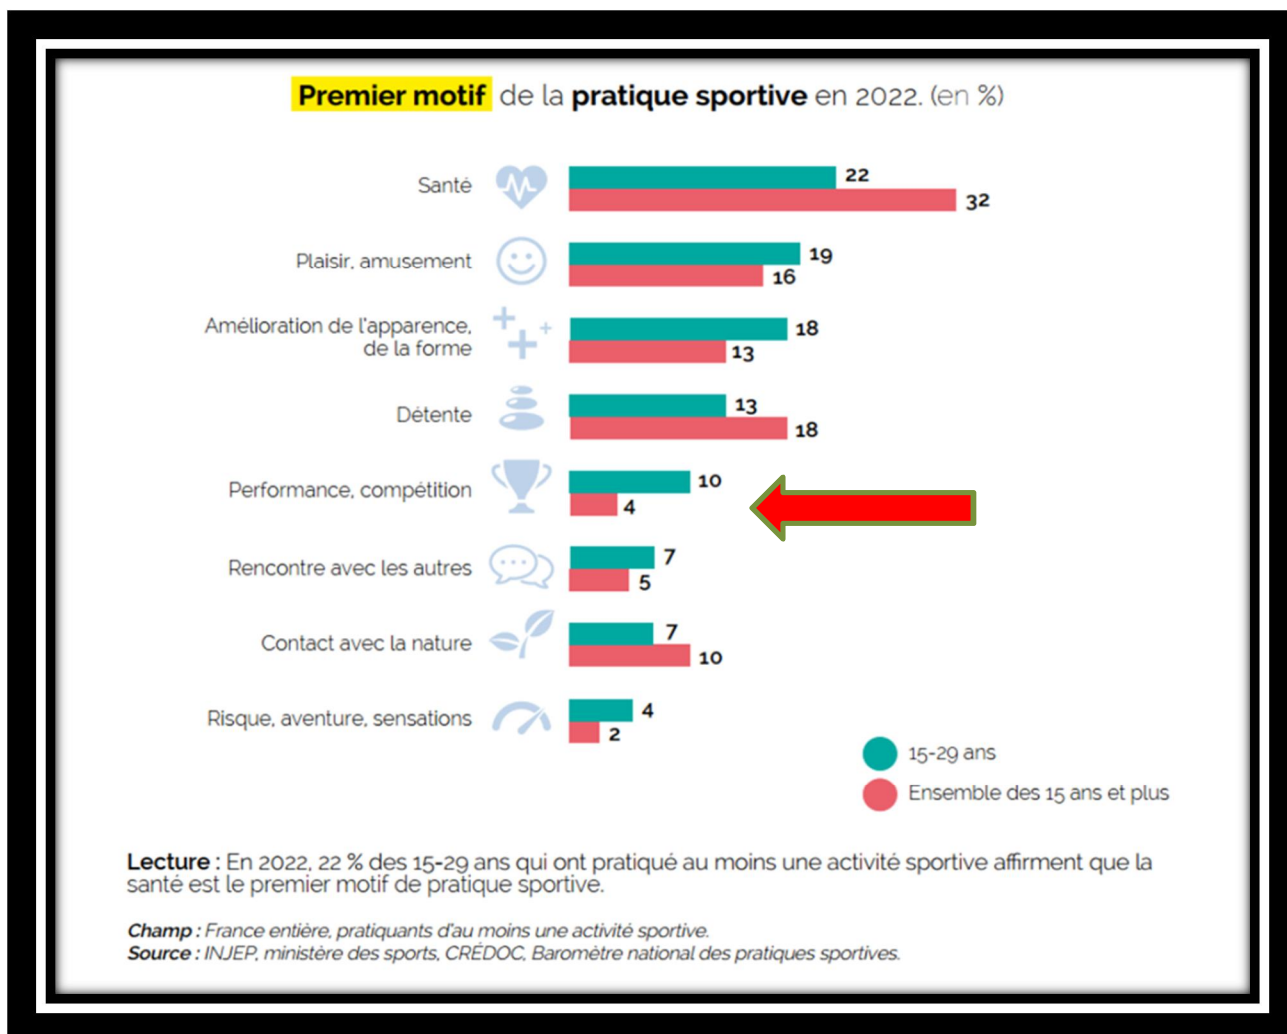 Premier motif de la pratique sportive en 2022. (en %)
Santé
22
32
Plaisir, amusement
19
16
Amélioration de l'apparence,
de la forme
18
13
Détente
13
18
Performance, compétition
10
4
Rencontre avec les autres
7
5
Contact avec la nature
7
10
Risque, aventure, sensations
4
2
15-29 ans
Ensemble des 15 ans et plus
Lecture : En 2022, 22 % des 15-29 ans qui ont pratiqué au moins une activité sportive affirment que la
santé est le premier motif de pratique sportive.
Champ : France entière, pratiquants d'au moins une activité sportive.
Source : INJEP, ministère des sports, CRÉDOC, Baromètre national des pratiques sportives.